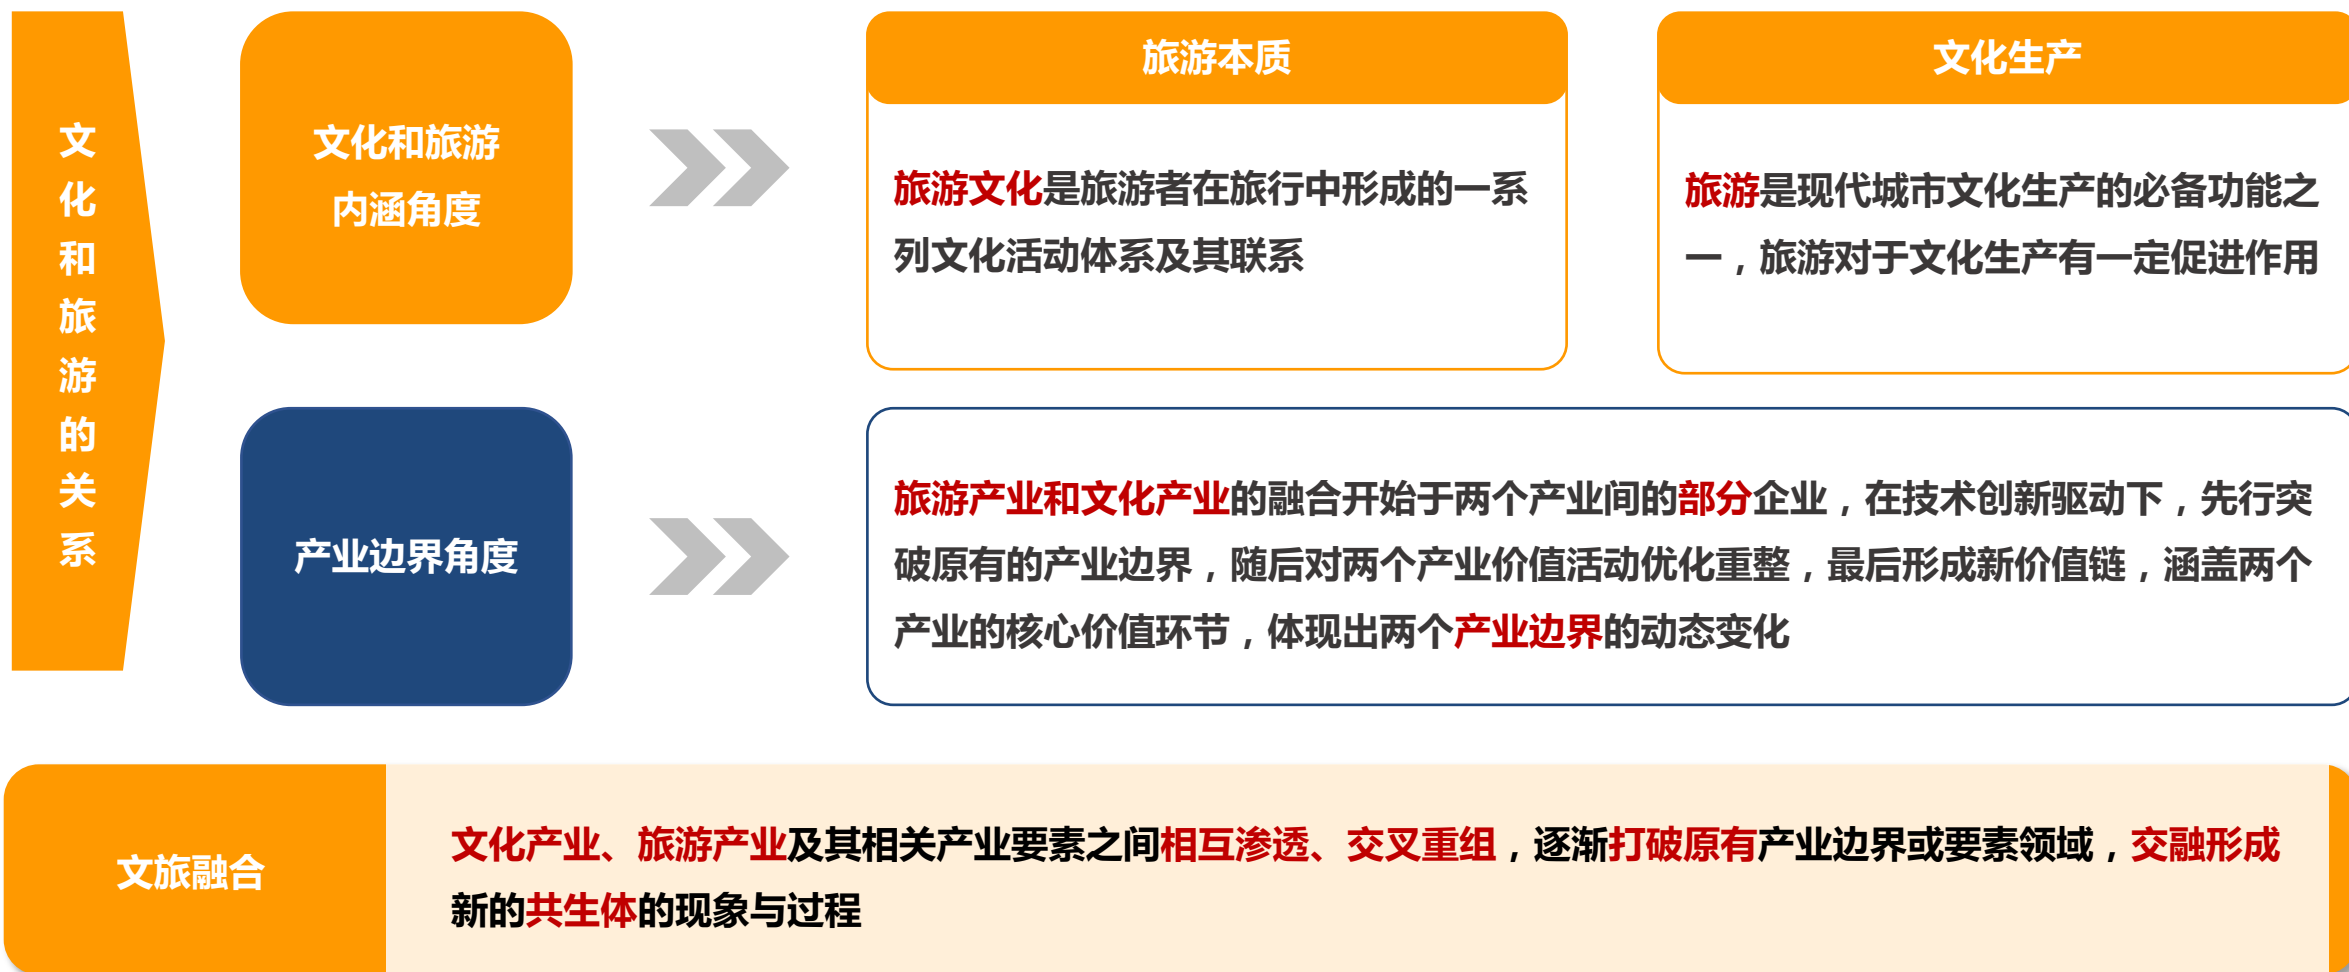 文化和旅游的关系
文化和旅游
内涵角度
旅游本质
旅游文化是旅游者在旅行中形成的一系
列文化活动体系及其联系
文化生产
旅游是现代城市文化生产的必备功能之
一，旅游对于文化生产有一定促进作用
产业边界角度
旅游产业和文化产业的融合开始于两个产业间的部分企业，在技术创新驱动下，先行突
破原有的产业边界，随后对两个产业价值活动优化重整，最后形成新价值链，涵盖两个
产业的核心价值环节，体现出两个产业边界的动态变化
文旅融合
文化产业、旅游产业及其相关产业要素之间相互渗透、交叉重组，逐渐打破原有产业边界或要素领域，交融形成
新的共生体的现象与过程